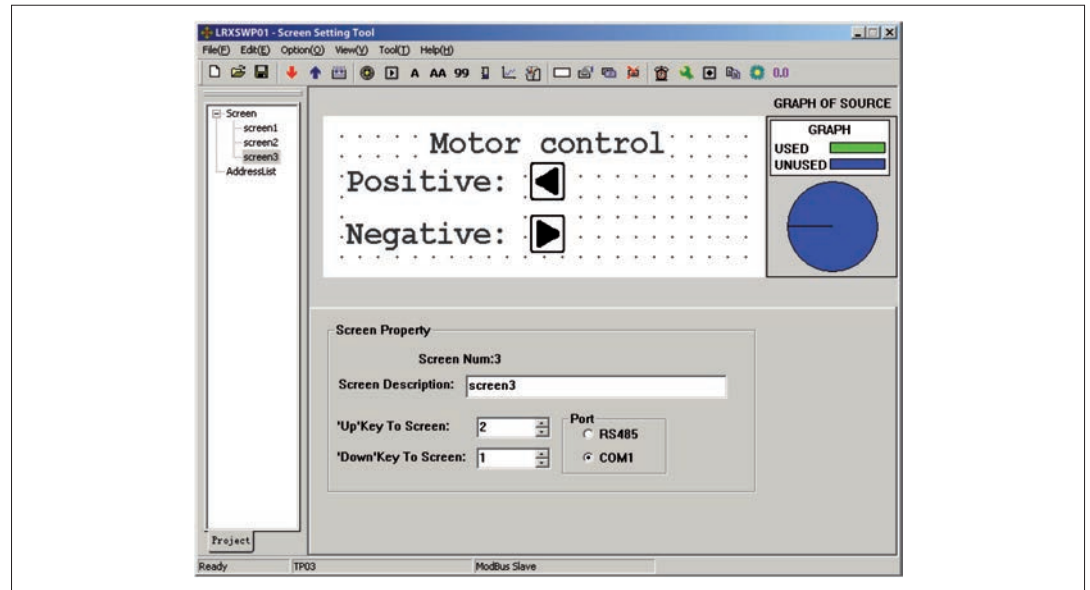 LRXSWP01 - Screen Setting Tool
File(F) Edit(E) Option(O) View(V) Tool(T) Help(H)
A AA 99 0.0
Screen
screen1
screen2
screen3
AddressList
Project
Motor control
Positive:
Negative:
GRAPH OF SOURCE
GRAPH
USED
UNUSED
Screen Property
Screen Num:3
Screen Description: screen3
'Up'Key To Screen: 2
'Down'Key To Screen: 1
Port
RS485
COM1
Ready TP03 ModBus Slave